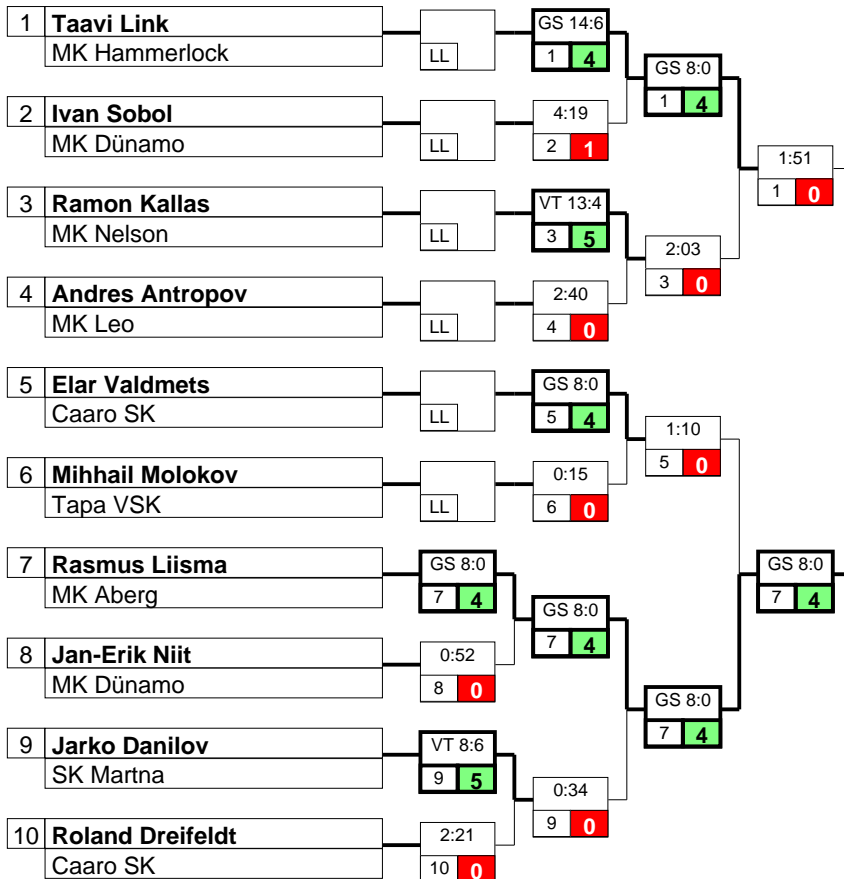 1 Taavi Link
MK Hammerlock
LL
GS 14:6
1 4
GS 8:0
1 4
2 Ivan Sobol
MK Dünamo
LL
4:19
2 1
1:51
1 0
3 Ramon Kallas
MK Nelson
LL
VT 13:4
3 5
2:03
3 0
4 Andres Antropov
MK Leo
LL
2:40
4 0
5 Elar Valdmets
Caaro SK
LL
GS 8:0
5 4
1:10
5 0
6 Mihhail Molokov
Tapa VSK
LL
0:15
6 0
7 Rasmus Liisma
MK Aberg
GS 8:0
7 4
GS 8:0
7 4
GS 8:0
7 4
8 Jan-Erik Niit
MK Dünamo
0:52
8 0
GS 8:0
7 4
9 Jarko Danilov
SK Martna
VT 8:6
9 5
0:34
9 0
10 Roland Dreifeldt
Caaro SK
2:21
10 0